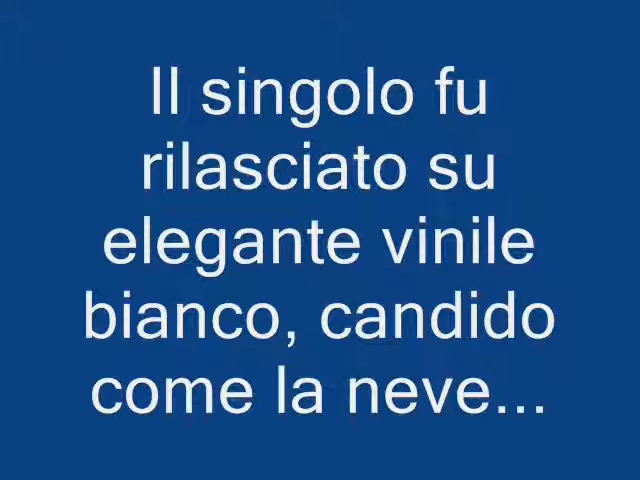 Il singolo fu
rilasciato su
elegante vinile
bianco, candido
come la neve...